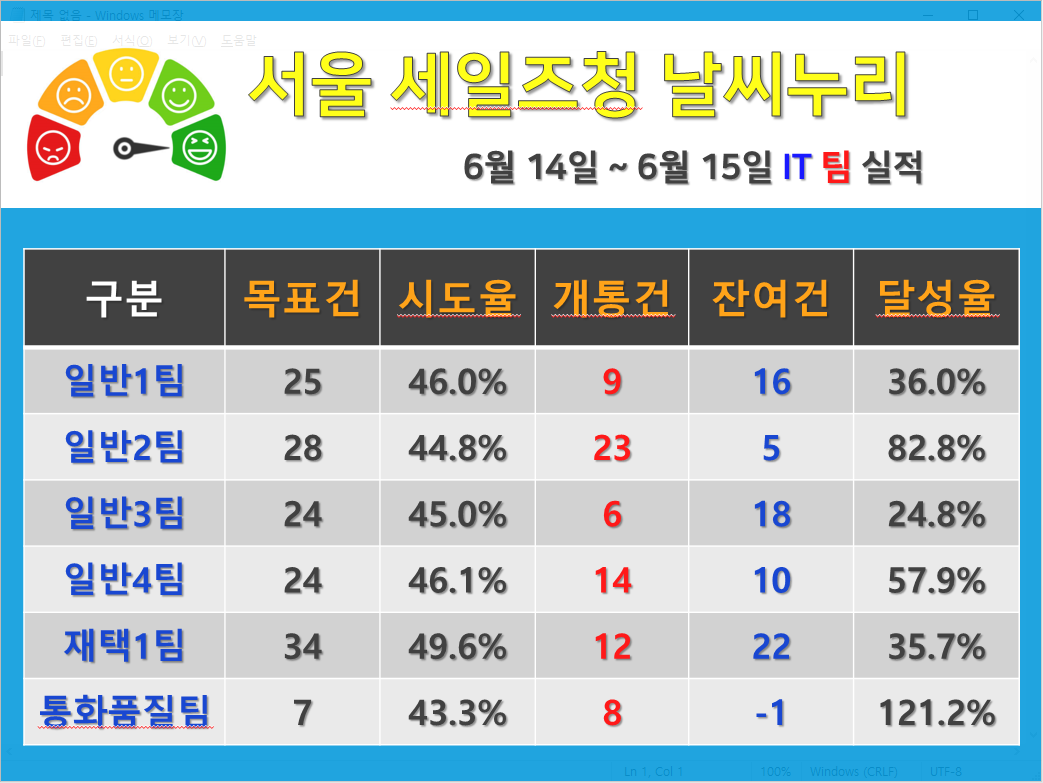 제목 없음 - Windows 메모장
파일(F) 편집(E) 서식(O) 보기(V) 도움말
서울 세일즈청 날씨누리
6월 14일 ~ 6월 15일 IT 팀 실적
구분 목표건 시도율 개통건 잔여건 달성율
일반1팀 25 46.0% 9 16 36.0%
일반2팀 28 44.8% 23 5 82.8%
일반3팀 24 45.0% 6 18 24.8%
일반4팀 24 46.1% 14 10 57.9%
재택1팀 34 49.6% 12 22 35.7%
통화품질팀 7 43.3% 8 -1 121.2%
Ln 1, Col 1 100% Windows (CRLF) UTF-8